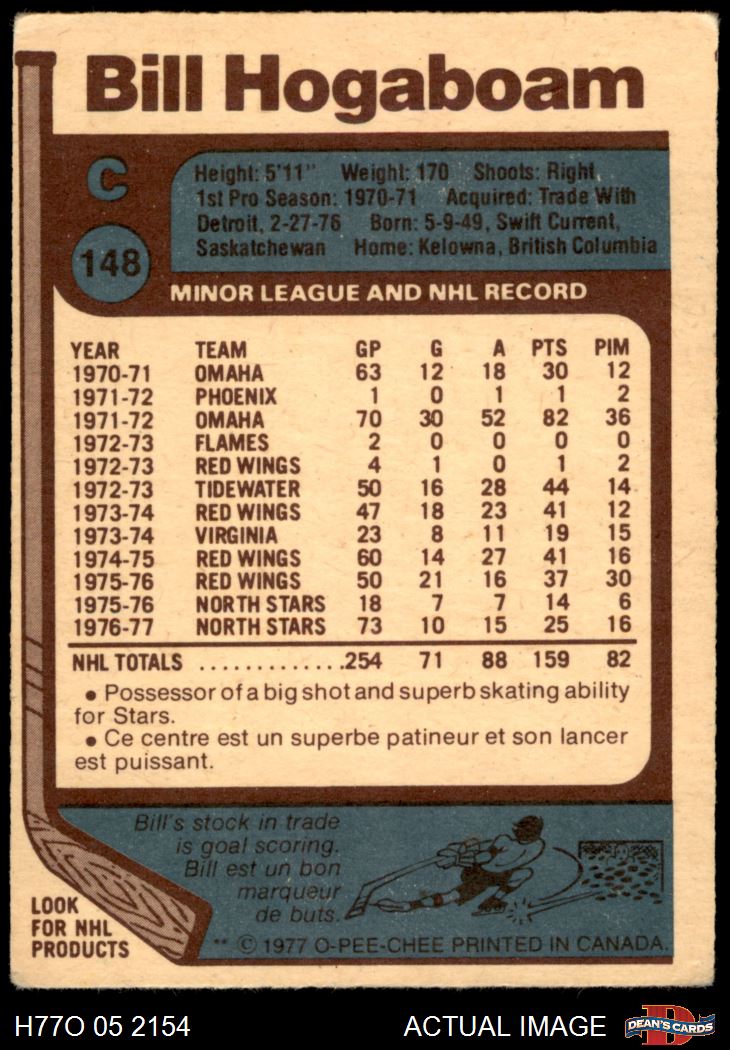 Bill Hogaboam
C
Height: 5'11" Weight: 170 Shoots: Right,
1st Pro Season: 1970-71 Acquired: Trade With
Detroit, 2-27-76 Born: 5-9-49, Swift Current,
Saskatchewan Home: Kelowna, British Columbia
148
MINOR LEAGUE AND NHL RECORD
YEAR TEAM GP G A PTS PIM
1970-71 OMAHA 63 12 18 30 12
1971-72 PHOENIX 1 0 1 1 2
1971-72 OMAHA 70 30 52 82 36
1972-73 FLAMES 2 0 0 0 0
1972-73 RED WINGS 4 1 0 1 2
1972-73 TIDEWATER 50 16 28 44 14
1973-74 RED WINGS 47 18 23 41 12
1973-74 VIRGINIA 23 8 11 19 15
1974-75 RED WINGS 60 14 27 41 16
1975-76 RED WINGS 50 21 16 37 30
1975-76 NORTH STARS 18 7 7 14 6
1976-77 NORTH STARS 73 10 15 25 16
NHL TOTALS .............254 71 88 159 82
• Possessor of a big shot and superb skating ability
for Stars.
• Ce centre est un superbe patineur et son lancer
est puissant.
Bill's stock in trade
is goal scoring.
Bill est un bon
marqueur
de buts.
LOOK
FOR NHL
PRODUCTS
** © 1977 O-PEE-CHEE PRINTED IN CANADA.
H77O 05 2154 ACTUAL IMAGE
D
DEAN'S CARDS